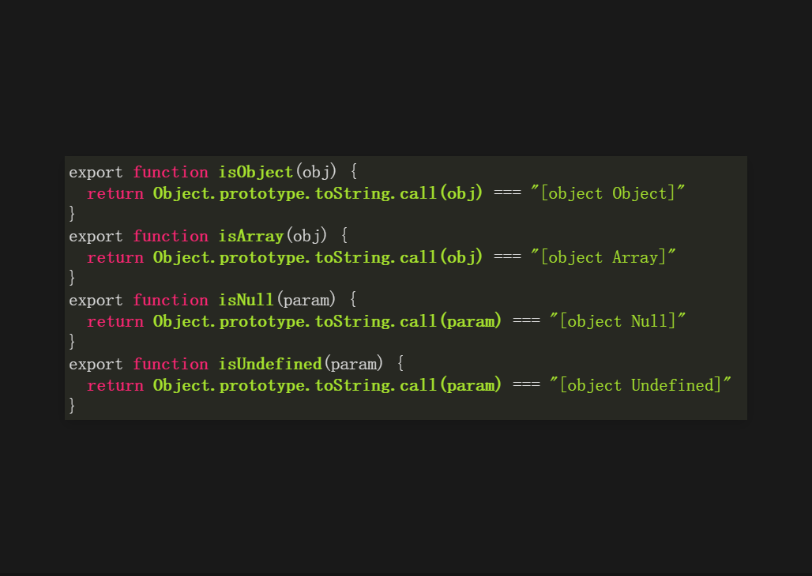 export function isObject(obj) {
  return Object.prototype.toString.call(obj) === "[object Object]"
}
export function isArray(obj) {
  return Object.prototype.toString.call(obj) === "[object Array]"
}
export function isNull(param) {
  return Object.prototype.toString.call(param) === "[object Null]"
}
export function isUndefined(param) {
  return Object.prototype.toString.call(param) === "[object Undefined]"
}